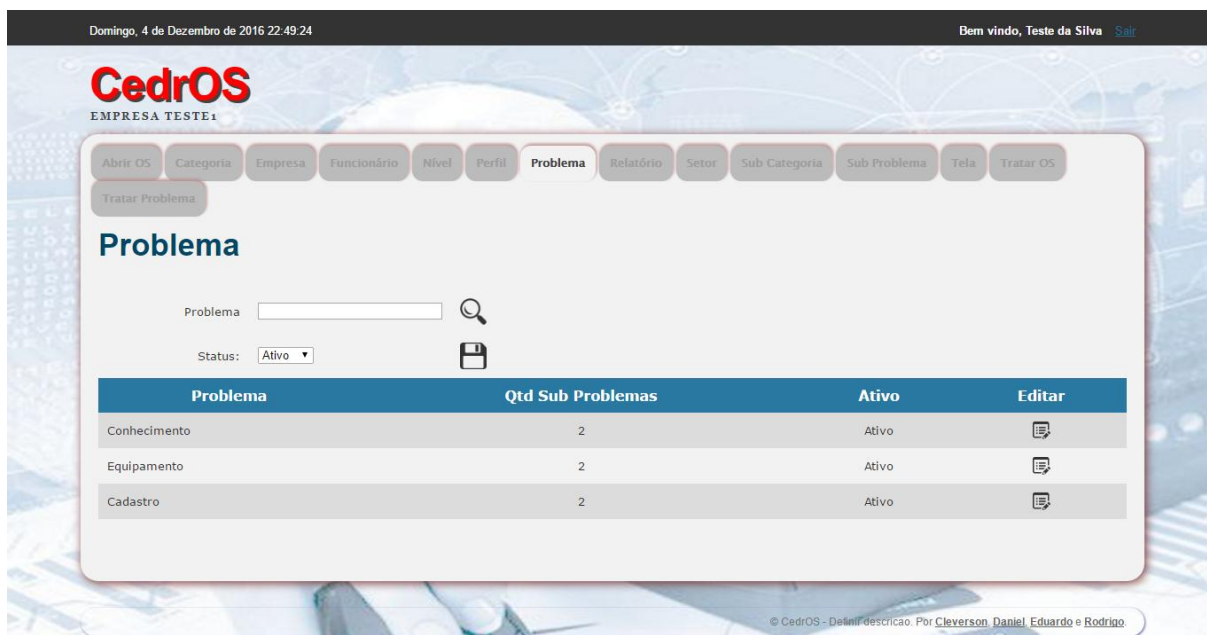 Domingo, 4 de Dezembro de 2016 22:49:24
Bem vindo, Teste da Silva Sair
CedrOS
EMPRESA TESTE1
Abrir OS Categoria Empresa Funcionário Nível Perfil Problema Relatório Setor Sub Categoria Sub Problema Tela Tratar OS
Tratar Problema
Problema
Problema
Status: Ativo
Problema Qtd Sub Problemas Ativo Editar
Conhecimento 2 Ativo
Equipamento 2 Ativo
Cadastro 2 Ativo
© CedrOS - Definir descricao. Por Cleverson, Daniel, Eduardo e Rodrigo.